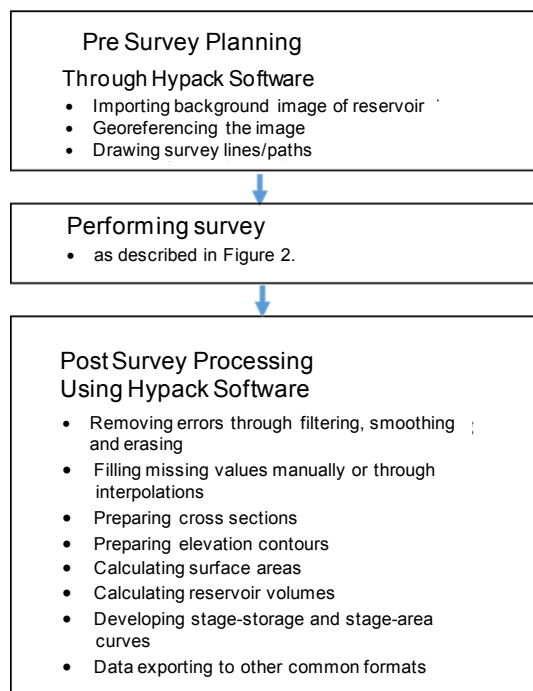 Pre Survey Planning
Through Hypack Software
• Importing background image of reservoir
• Georeferencing the image
• Drawing survey lines/paths
Performing survey
• as described in Figure 2.
Post Survey Processing
Using Hypack Software
• Removing errors through filtering, smoothing
and erasing
• Filling missing values manually or through
interpolations
• Preparing cross sections
• Preparing elevation contours
• Calculating surface areas
• Calculating reservoir volumes
• Developing stage-storage and stage-area
curves
• Data exporting to other common formats